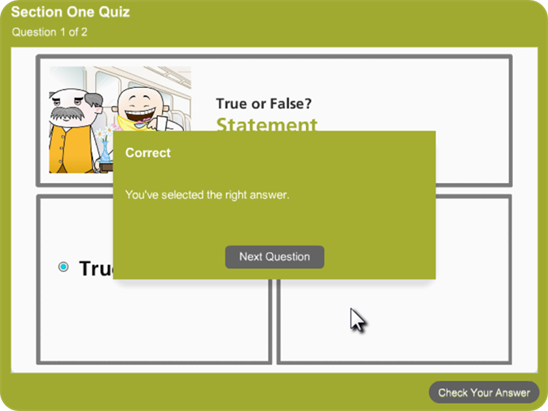 Section One Quiz
Question 1 of 2
True or False?
Statement
Correct
You've selected the right answer.
Next Question
Tru
Check Your Answer